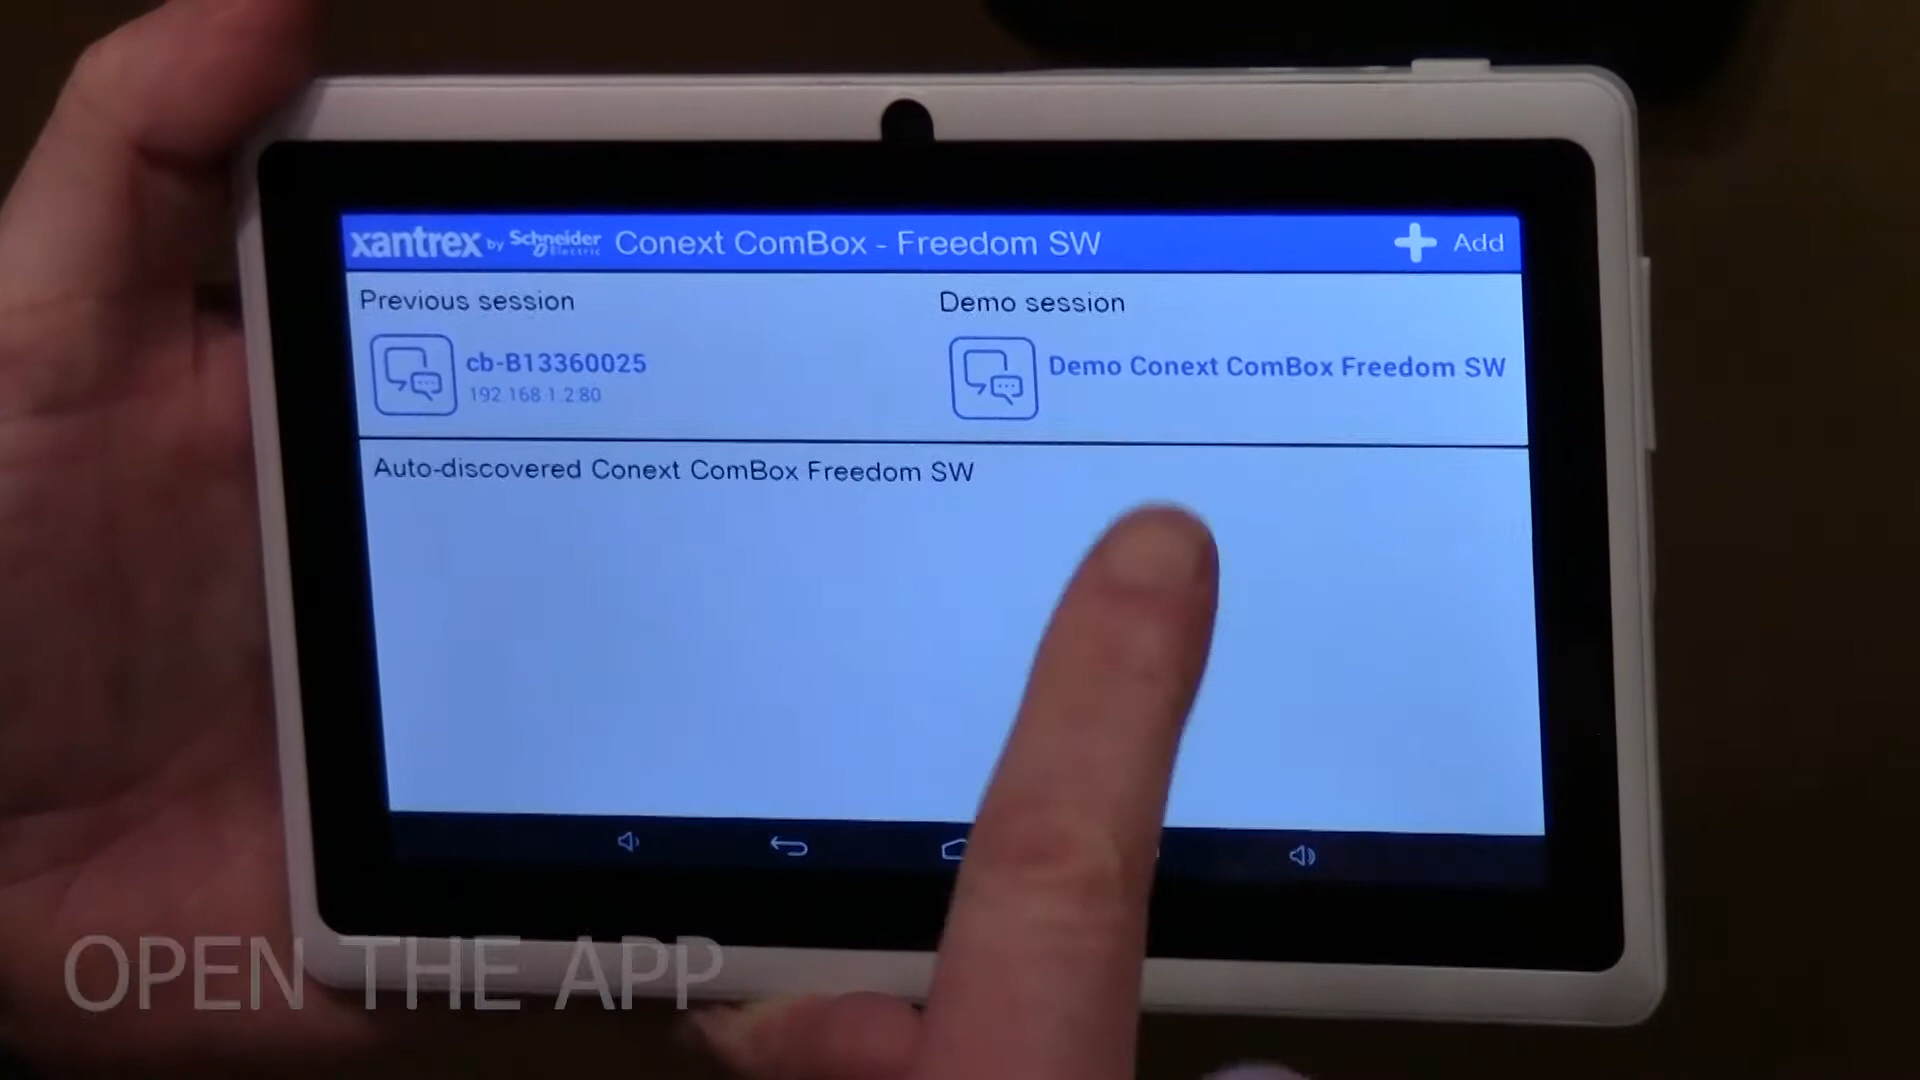 xantrex by Schneider Electric Conext ComBox - Freedom SW Add
Previous session
cb-B13360025
192.168.1.2:80
Demo session
Demo Conext ComBox Freedom SW
Auto-discovered Conext ComBox Freedom SW
OPEN THE APP